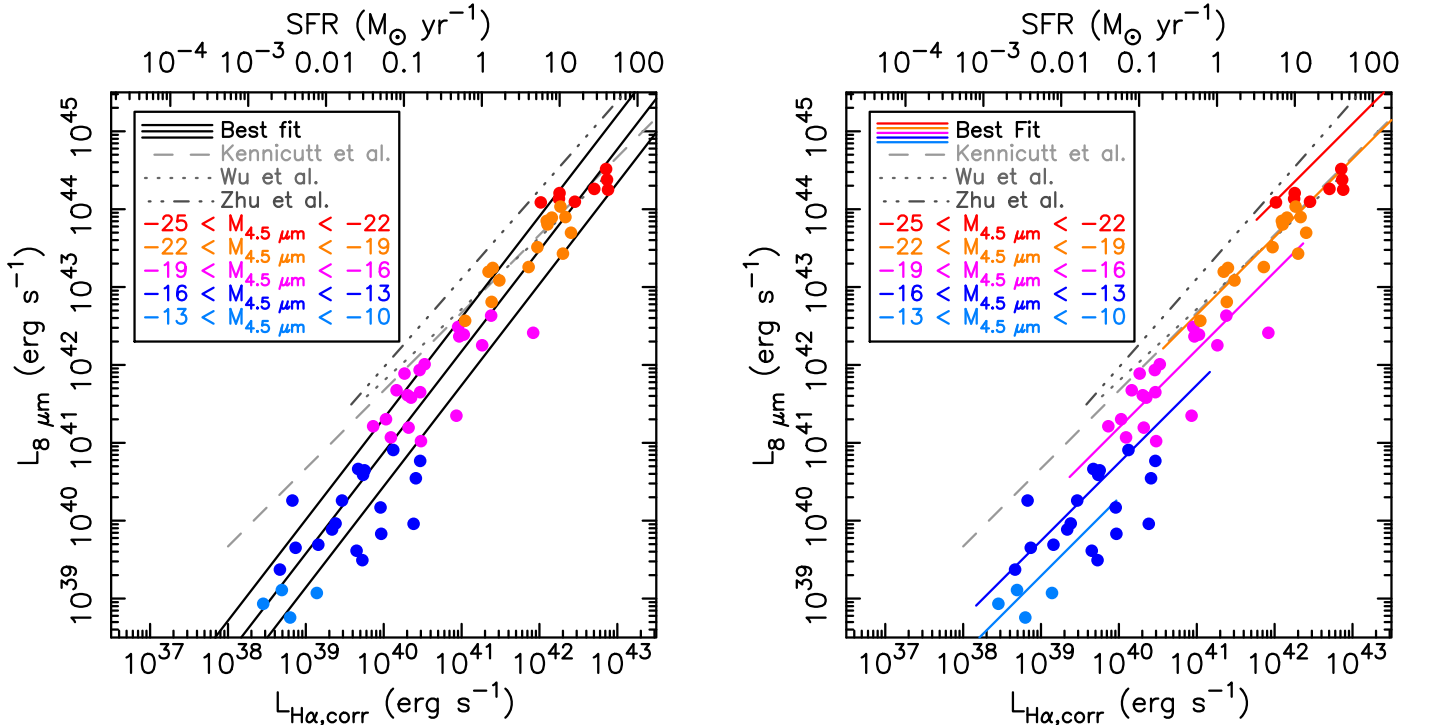 SFR (M⊙ yr⁻¹)
10⁻⁴ 10⁻³ 0.01 0.1 1 10 100
L₈ μm (erg s⁻¹)
10⁴⁵
10⁴⁴
10⁴³
10⁴²
10⁴¹
10⁴⁰
10³⁹
Best fit
Kennicutt et al.
Wu et al.
Zhu et al.
−25 < M₄.₅ μm < −22
−22 < M₄.₅ μm < −19
−19 < M₄.₅ μm < −16
−16 < M₄.₅ μm < −13
−13 < M₄.₅ μm < −10
10³⁷ 10³⁸ 10³⁹ 10⁴⁰ 10⁴¹ 10⁴² 10⁴³
L_Hα,corr (erg s⁻¹)
SFR (M⊙ yr⁻¹)
10⁻⁴ 10⁻³ 0.01 0.1 1 10 100
L₈ μm (erg s⁻¹)
10⁴⁵
10⁴⁴
10⁴³
10⁴²
10⁴¹
10⁴⁰
10³⁹
Best Fit
Kennicutt et al.
Wu et al.
Zhu et al.
−25 < M₄.₅ μm < −22
−22 < M₄.₅ μm < −19
−19 < M₄.₅ μm < −16
−16 < M₄.₅ μm < −13
−13 < M₄.₅ μm < −10
10³⁷ 10³⁸ 10³⁹ 10⁴⁰ 10⁴¹ 10⁴² 10⁴³
L_Hα,corr (erg s⁻¹)